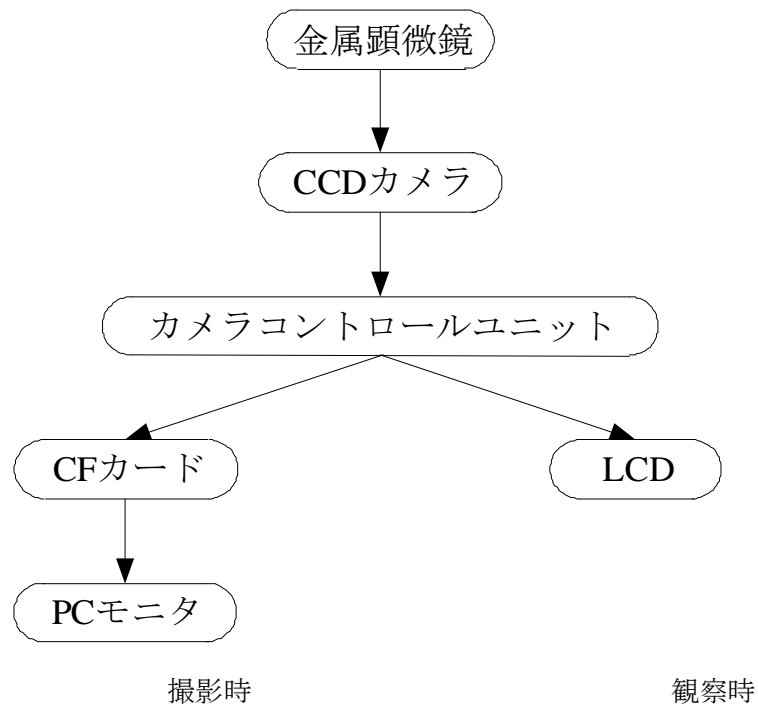 金属顕微鏡
CCDカメラ
カメラコントロールユニット
CFカード
LCD
PCモニタ
撮影時
観察時